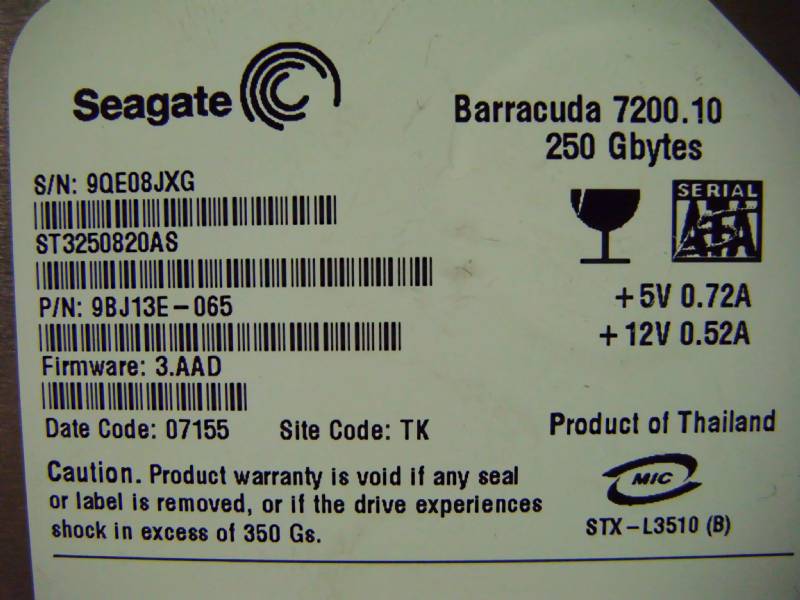 Seagate
Barracuda 7200.10
250 Gbytes
S/N: 9QE08JXG
ST3250820AS
P/N: 9BJ13E-065
Firmware: 3.AAD
Date Code: 07155 Site Code: TK
SERIAL
ATA
+5V 0.72A
+12V 0.52A
Product of Thailand
MIC
STX-L3510 (B)
Caution. Product warranty is void if any seal
or label is removed, or if the drive experiences
shock in excess of 350 Gs.